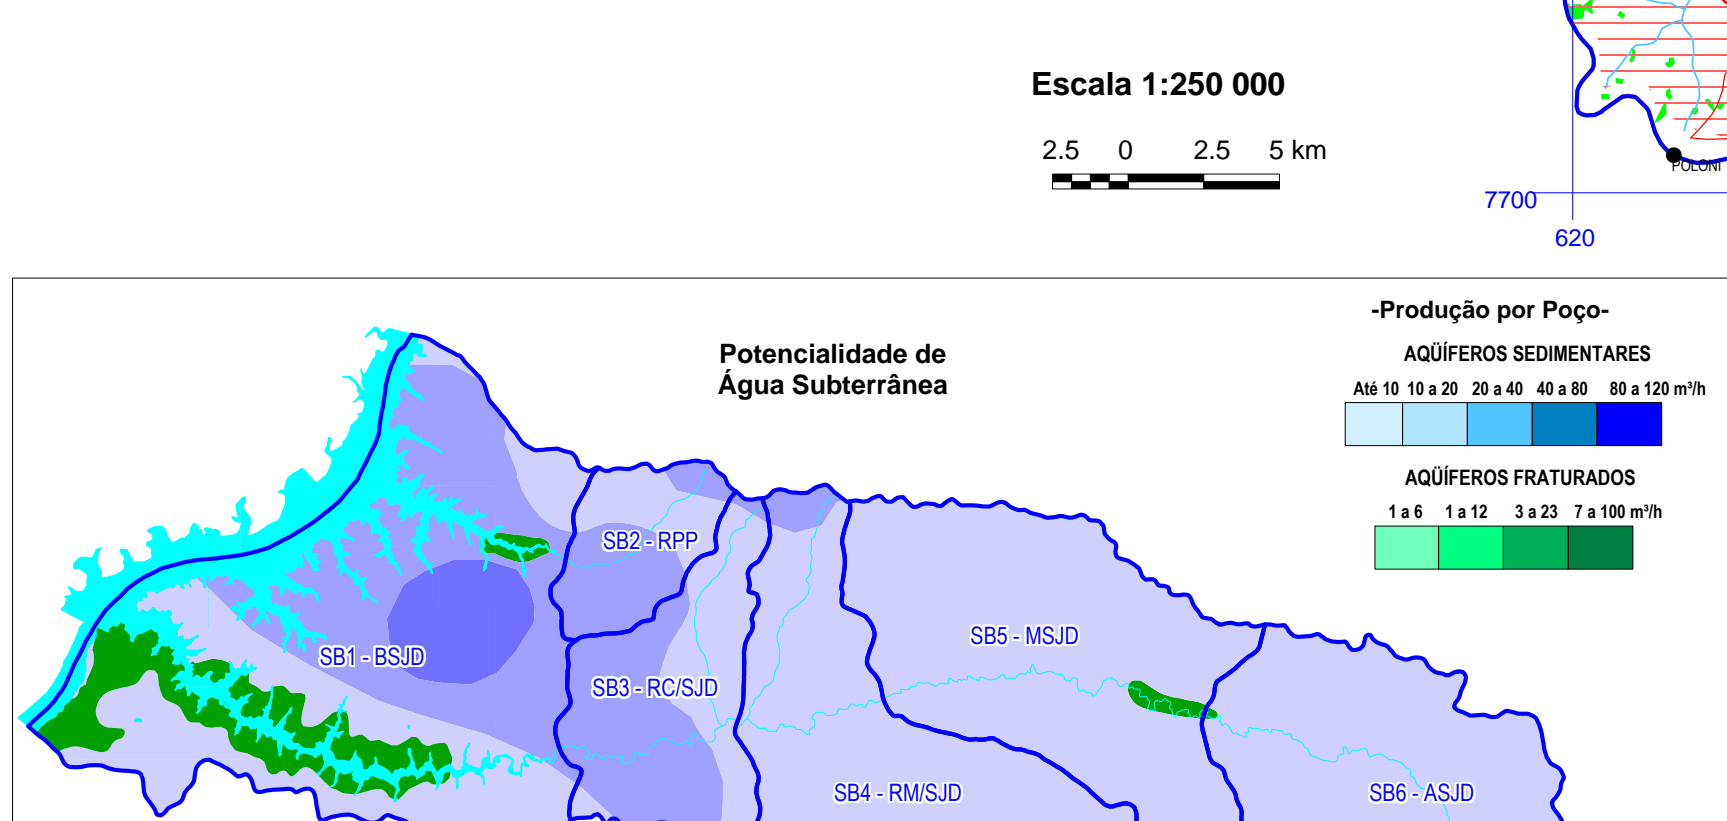 Escala 1:250 000
2.5 0 2.5 5 km
POLONI
7700
620
-Produção por Poço-
AQÜÍFEROS SEDIMENTARES
Até 10 10 a 20 20 a 40 40 a 80 80 a 120 m³/h
AQÜÍFEROS FRATURADOS
1 a 6 1 a 12 3 a 23 7 a 100 m³/h
Potencialidade de
Água Subterrânea
SB2 - RPP
SB5 - MSJD
SB1 - BSJD
SB3 - RC/SJD
SB4 - RM/SJD
SB6 - ASJD